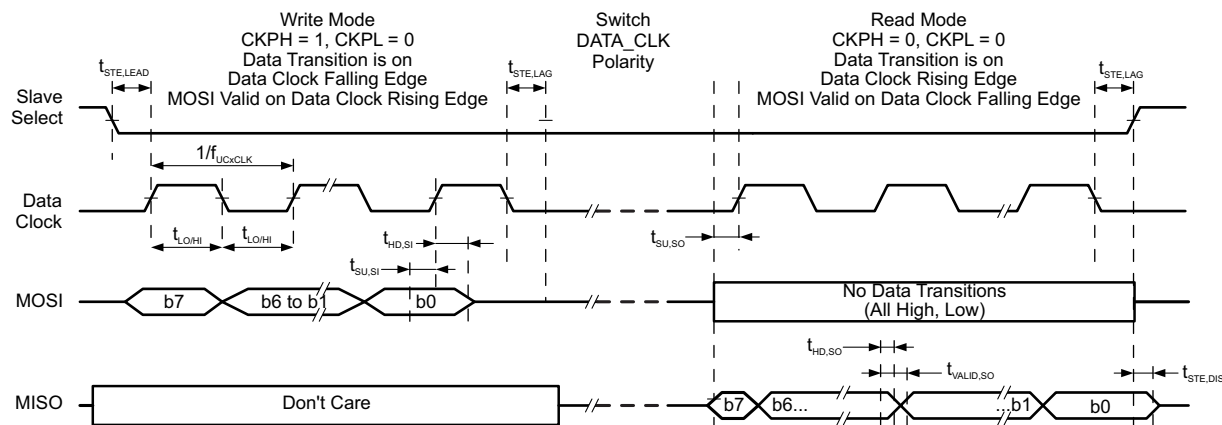 Write Mode
CKPH = 1, CKPL = 0
Data Transition is on
Data Clock Falling Edge
MOSI Valid on Data Clock Rising Edge
Switch
DATA_CLK
Polarity
Read Mode
CKPH = 0, CKPL = 0
Data Transition is on
Data Clock Rising Edge
MOSI Valid on Data Clock Falling Edge
tSTE,LEAD
tSTE,LAG
tSTE,LAG
Slave
Select
1/fUCxCLK
Data
Clock
tLO/HI
tLO/HI
tHD,SI
tSU,SI
tSU,SO
MOSI
b7
b6 to b1
b0
No Data Transitions
(All High, Low)
tHD,SO
tVALID,SO
tSTE,DIS
MISO
Don't Care
b7
b6...
...b1
b0